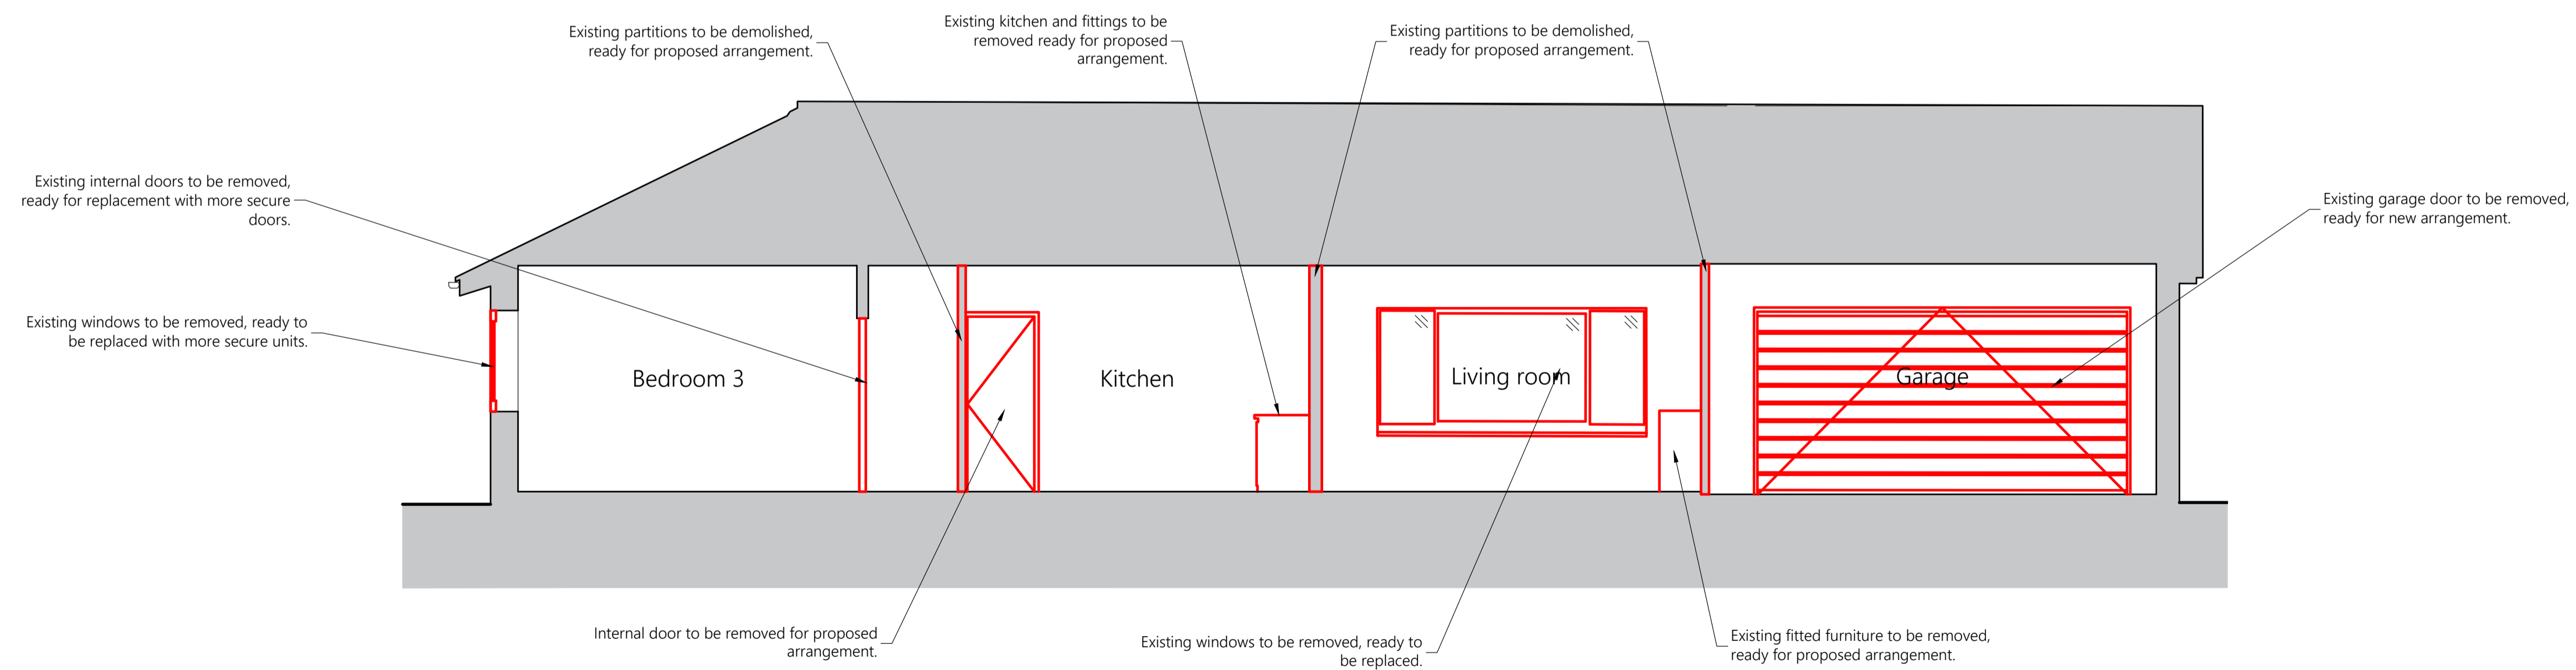 Existing partitions to be demolished,
ready for proposed arrangement.
Existing kitchen and fittings to be
removed ready for proposed
arrangement.
Existing partitions to be demolished,
ready for proposed arrangement.
Existing internal doors to be removed,
ready for replacement with more secure
doors.
Existing garage door to be removed,
ready for new arrangement.
Existing windows to be removed, ready to
be replaced with more secure units.
Bedroom 3
Kitchen
Living room
Garage
Internal door to be removed for proposed
arrangement.
Existing windows to be removed, ready to
be replaced.
Existing fitted furniture to be removed,
ready for proposed arrangement.